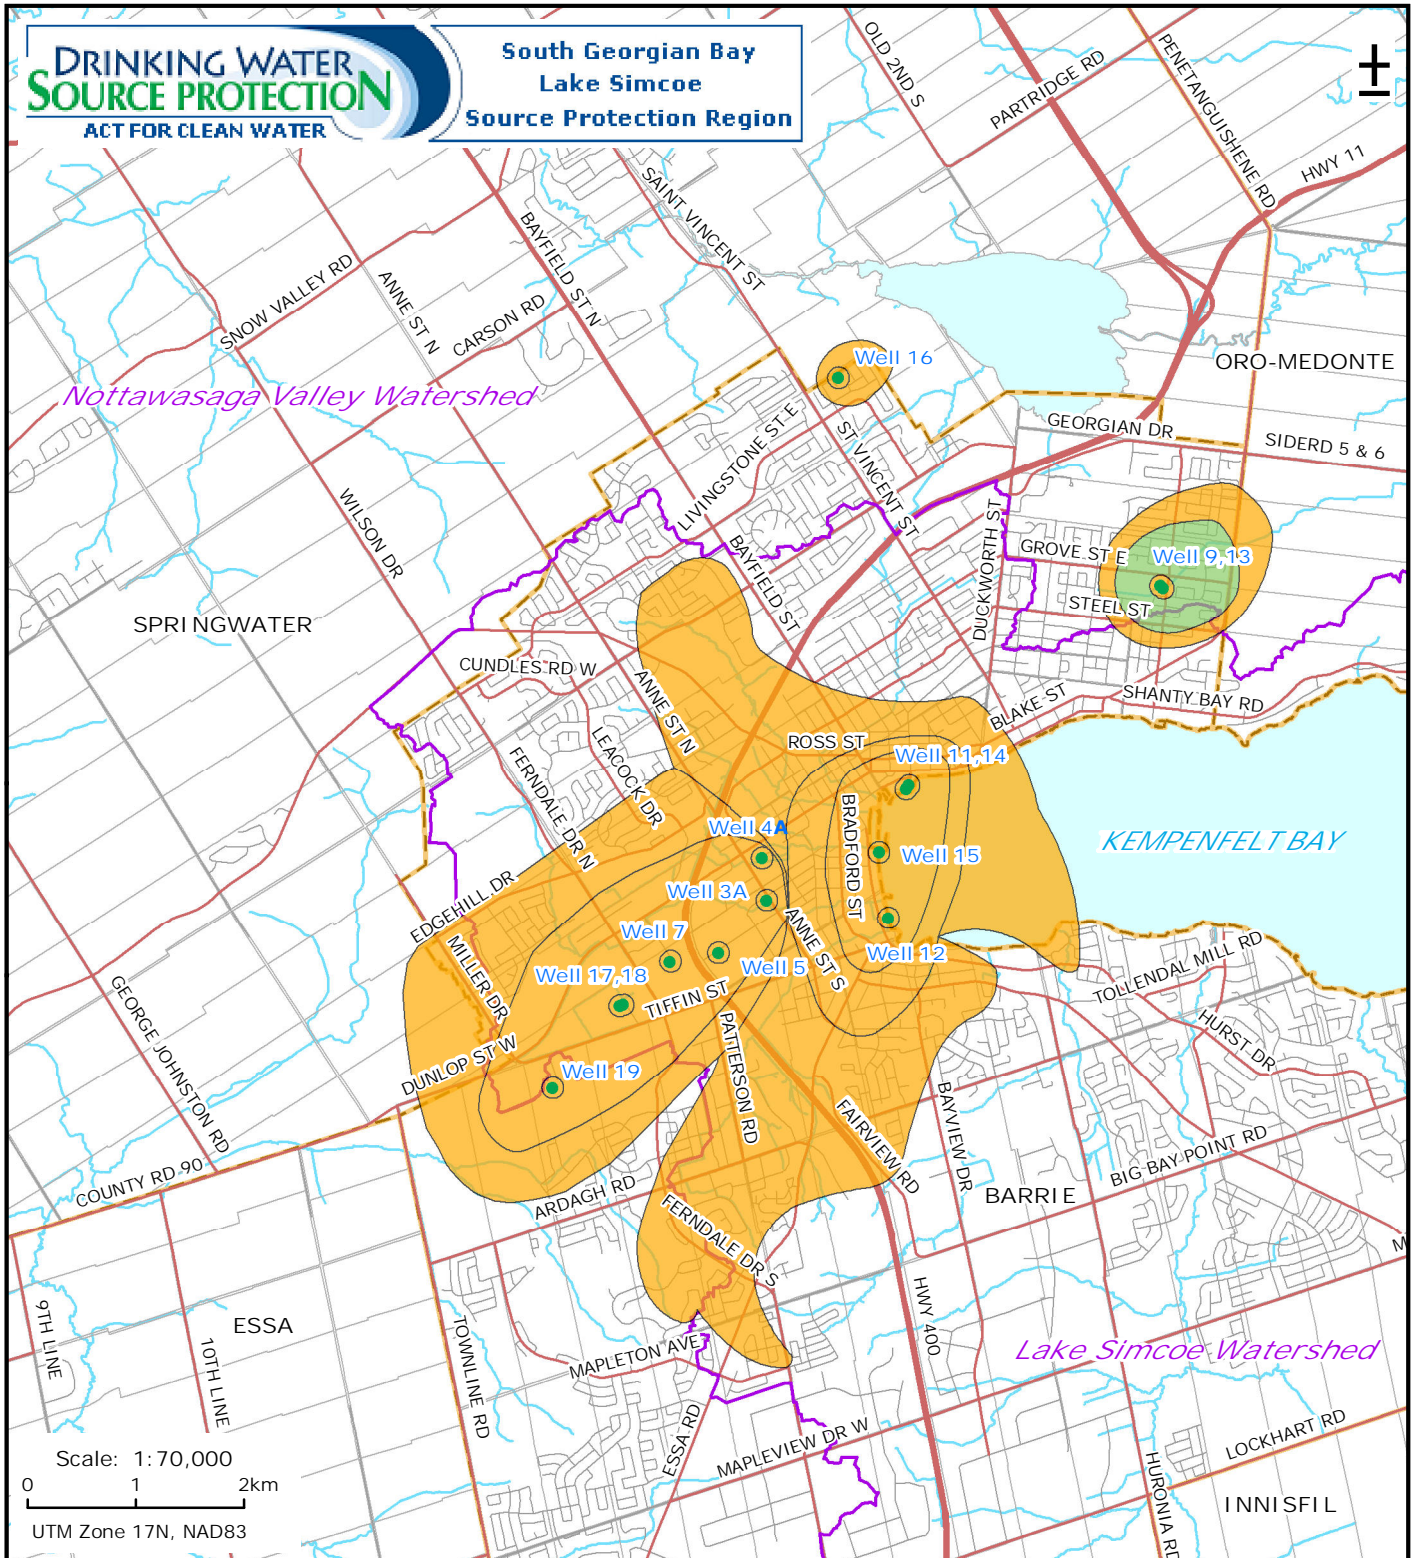 DRINKING WATER
SOURCE PROTECTION
ACT FOR CLEAN WATER
South Georgian Bay
Lake Simcoe
Source Protection Region
OLD 2ND S
PARTRIDGE RD
PENETANGUISHENE RD
HWY 11
SAINT VINCENT ST
BAYFIELD ST N
SNOW VALLEY RD
ANNE ST N
CARSON RD
Well 16
ORO-MEDONTE
Nottawasaga Valley Watershed
LIVINGSTONE ST E
ST VINCENT ST
GEORGIAN DR
SIDERD 5 & 6
WILSON DR
BAYFIELD ST
DUCKWORTH ST
GROVE ST E
Well 9,13
STEEL ST
SPRINGWATER
CUNDLES RD W
ANNE ST N
SHANTY BAY RD
BLAKE ST
ROSS ST
FERNDALE DR N
LEACOCK DR
Well 11,14
BRADFORD ST
Well 4A
Well 15
KEMPENFELT BAY
Well 3A
EDGEHILL DR
ANNE ST S
MILLER DR
Well 7
Well 5
Well 12
Well 17,18
TIFFIN ST
TOLLENDAL MILL RD
GEORGE JOHNSTON RD
PATTERSON RD
HURST DR
DUNLOP ST W
Well 19
FAIRVIEW RD
BAYVIEW DR
COUNTY RD 90
ARDAGH RD
BIG BAY POINT RD
BARRIE
FERNDALE DR S
M
9TH LINE
ESSA
10TH LINE
TOWNLINE RD
HWY 400
MAPLETON AVE
Lake Simcoe Watershed
ESSA RD
MAPLEVIEW DR W
LOCKHART RD
HURONIA RD
INNISFIL
Scale: 1:70,000
0 1 2km
UTM Zone 17N, NAD83